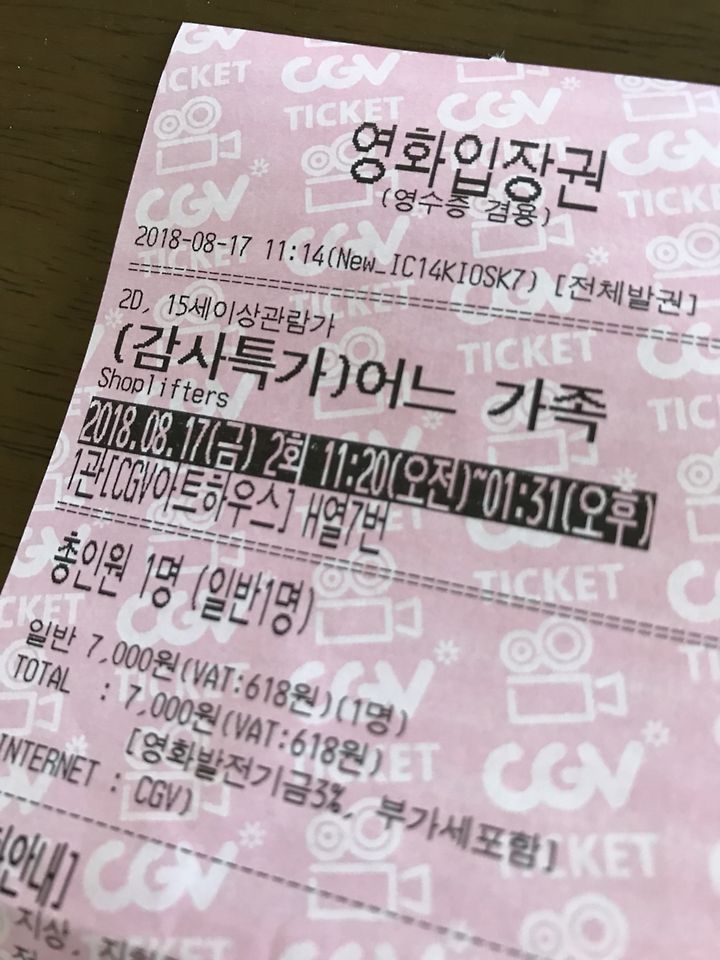 영화입장권
(영수증 겸용)
2018-08-17 11:14(New_IC14KIOSK7) [전체발권]
2D, 15세이상관람가
(감사특가)어느 가족
Shoplifters
2018.08.17(금) 2회 11:20(오전)~01:31(오후)
1관[CGV아트하우스] H열7번
총인원 1명 (일반1명)
일반 7,000원(VAT:618원)(1명)
TOTAL : 7,000원(VAT:618원)
[영화발전기금3%, 부가세포함]
INTERNET : CGV)
안내]
지상,